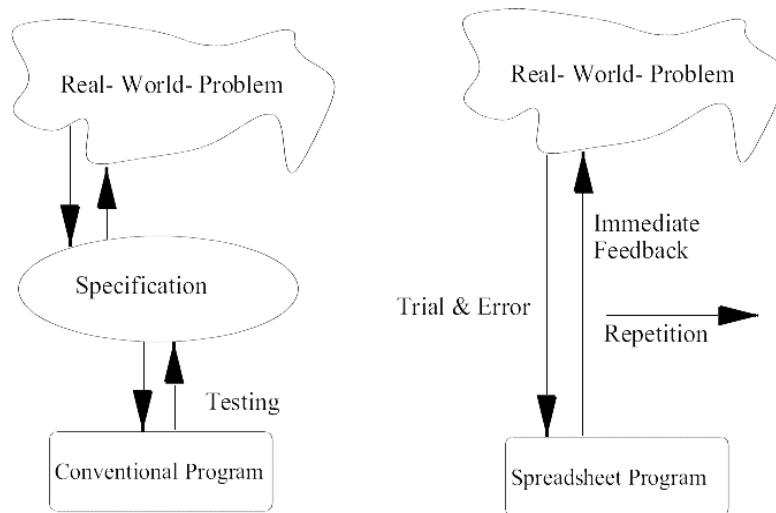 Real- World- Problem
Specification
Testing
Conventional Program
Real- World- Problem
Immediate
Feedback
Trial & Error
Repetition
Spreadsheet Program